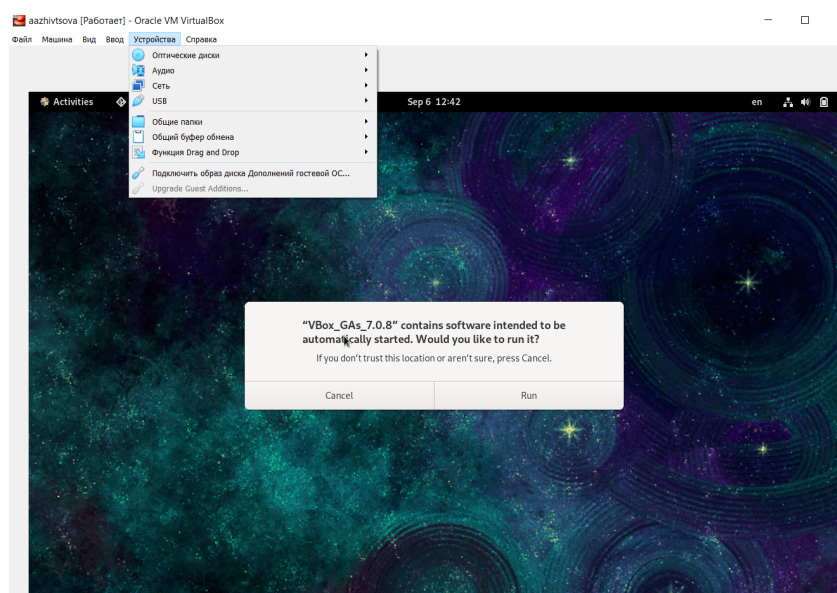 aazhivtsova [Работает] - Oracle VM VirtualBox
Файл Машина Вид Ввод Устройства Справка
Оптические диски
Аудио
Сеть
USB
Общие папки
Общий буфер обмена
Функция Drag and Drop
Подключить образ диска Дополнений гостевой ОС...
Upgrade Guest Additions...
Activities
Sep 6 12:42
en
“VBox_GAs_7.0.8” contains software intended to be
automatically started. Would you like to run it?
If you don't trust this location or aren't sure, press Cancel.
Cancel Run